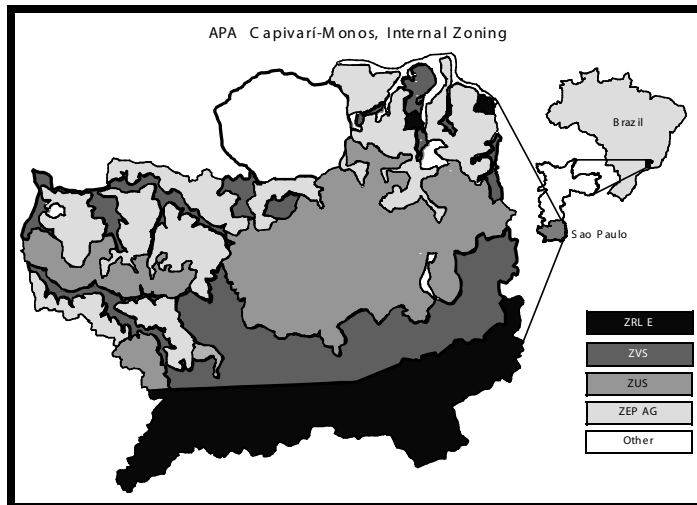 APA Capivarí-Monos, Internal Zoning
Brazil
Sao Paulo
ZRL E
ZVS
ZUS
ZEP AG
Other